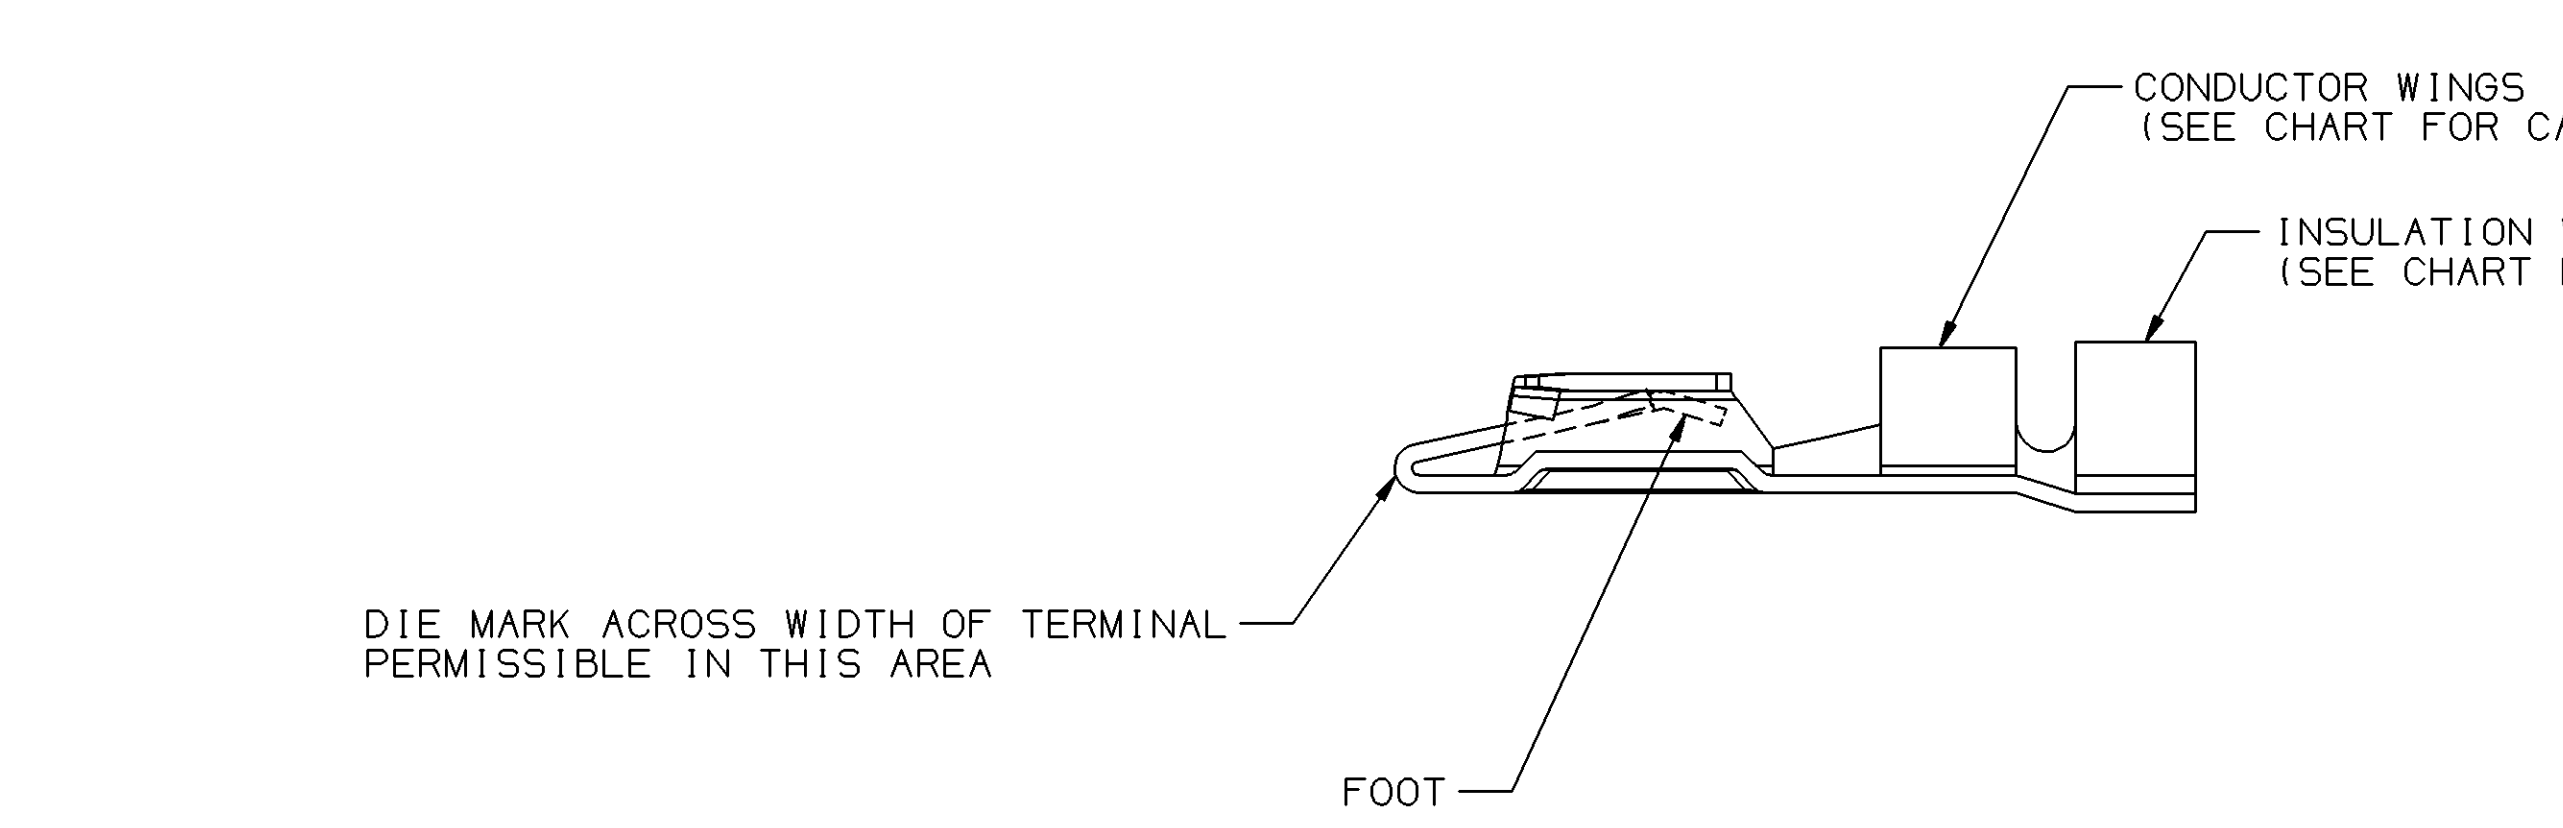 CONDUCTOR WINGS
(SEE CHART FOR
INSULATION
(SEE CHART
DIE MARK ACROSS WIDTH OF TERMINAL
PERMISSIBLE IN THIS AREA
FOOT